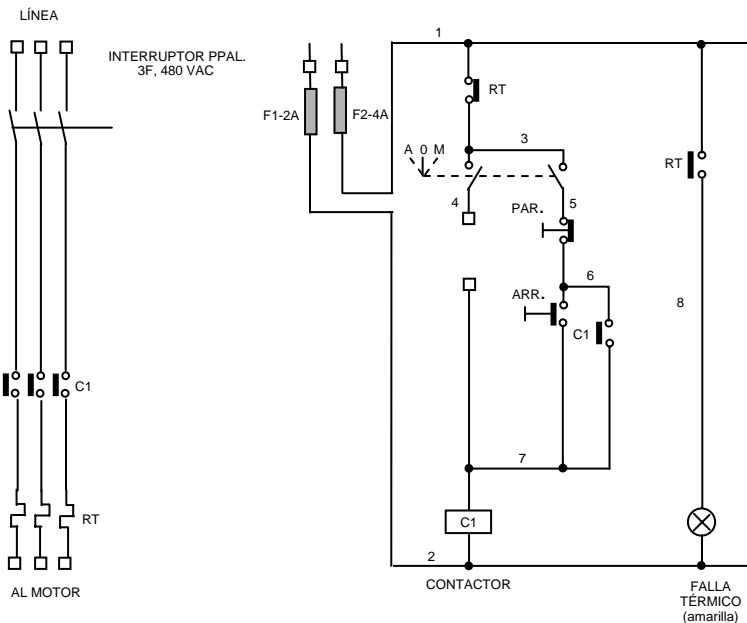 LÍNEA
INTERRUPTOR PPAL.
3F, 480 VAC
C1
RT
AL MOTOR
F1-2A
F2-4A
1
RT
3
A 0 M
4
5
PAR.
6
ARR.
C1
7
C1
2
CONTACTOR
RT
8
FALLA
TÉRMICO
(amarilla)